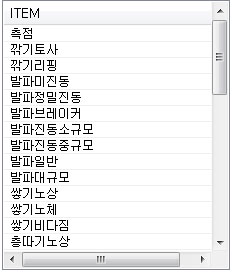 ITEM
측점
깎기토사
깎기리핑
발파미진동
발파정밀진동
발파브레이커
발파진동소규모
발파진동중규모
발파일반
발파대규모
쌓기노상
쌓기노체
쌓기비다짐
층따기노상